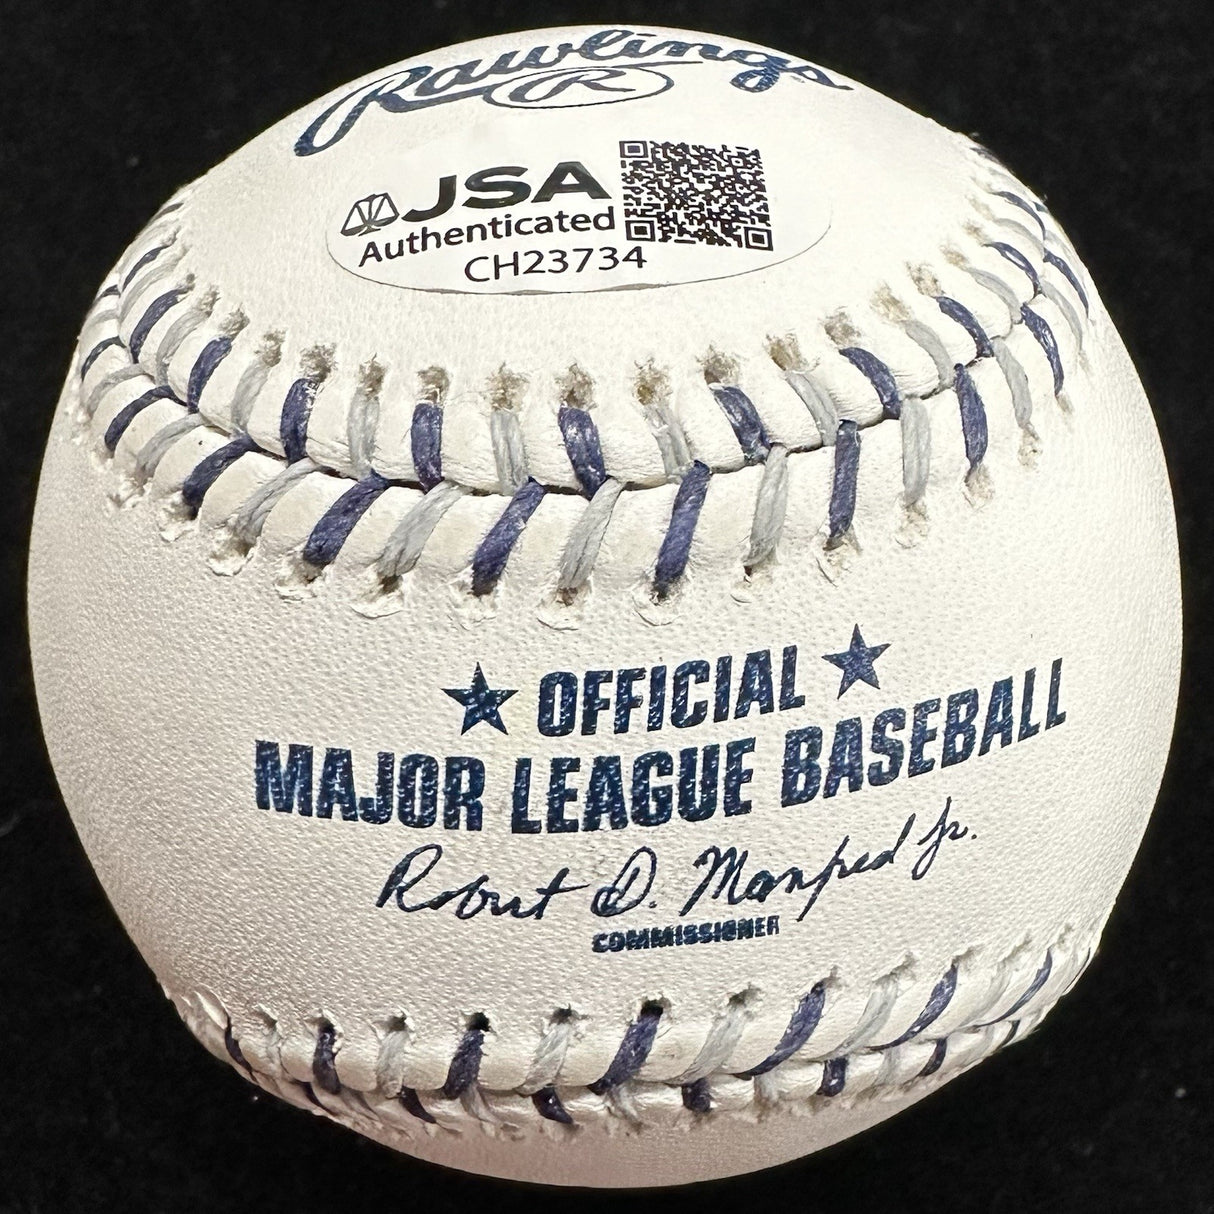 Rawlings
R
JSA
Authenticated
CH23734
★ OFFICIAL ★
MAJOR LEAGUE BASEBALL
Robert D. Manfred Jr.
COMMISSIONER